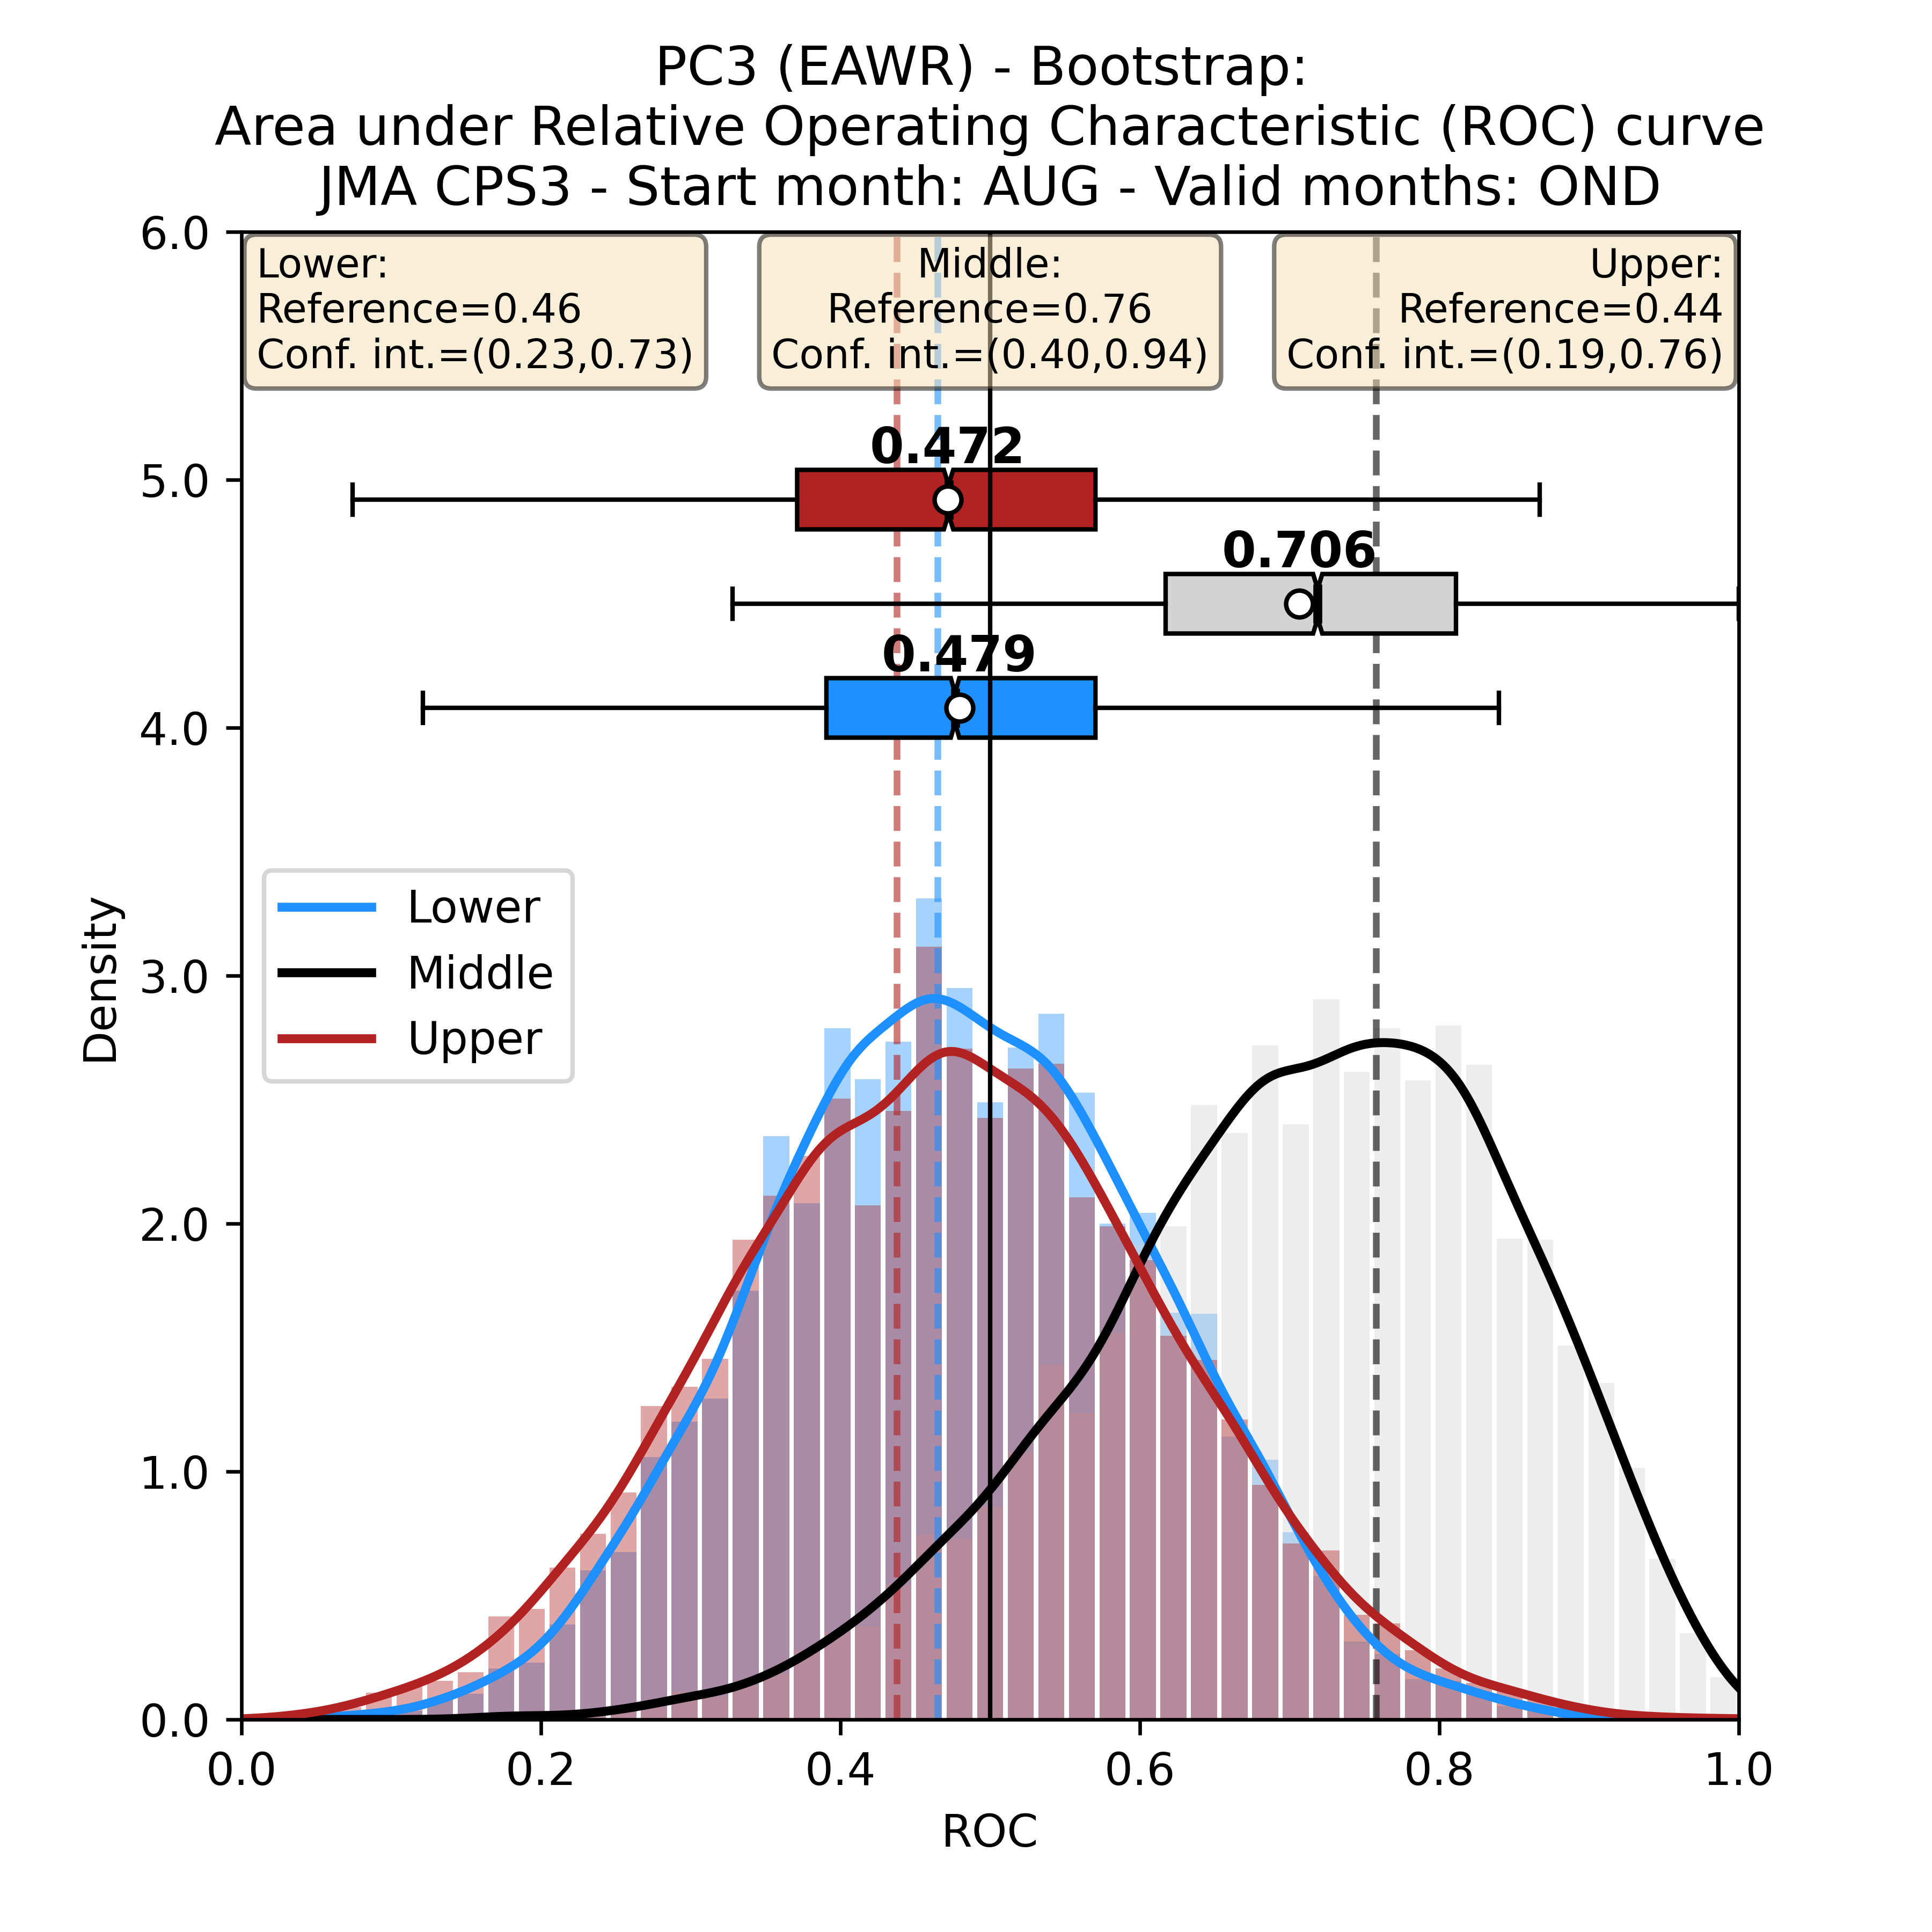 PC3 (EAWR) - Bootstrap:
Area under Relative Operating Characteristic (ROC) curve
JMA CPS3 - Start month: AUG - Valid months: OND
Lower:
Reference=0.46
Conf. int.=(0.23,0.73)
Middle:
Reference=0.76
Conf. int.=(0.40,0.94)
Upper:
Reference=0.44
Conf. int.=(0.19,0.76)
0.472
0.706
0.479
Lower
Middle
Upper
Density
6.0
5.0
4.0
3.0
2.0
1.0
0.0
0.0 0.2 0.4 0.6 0.8 1.0
ROC